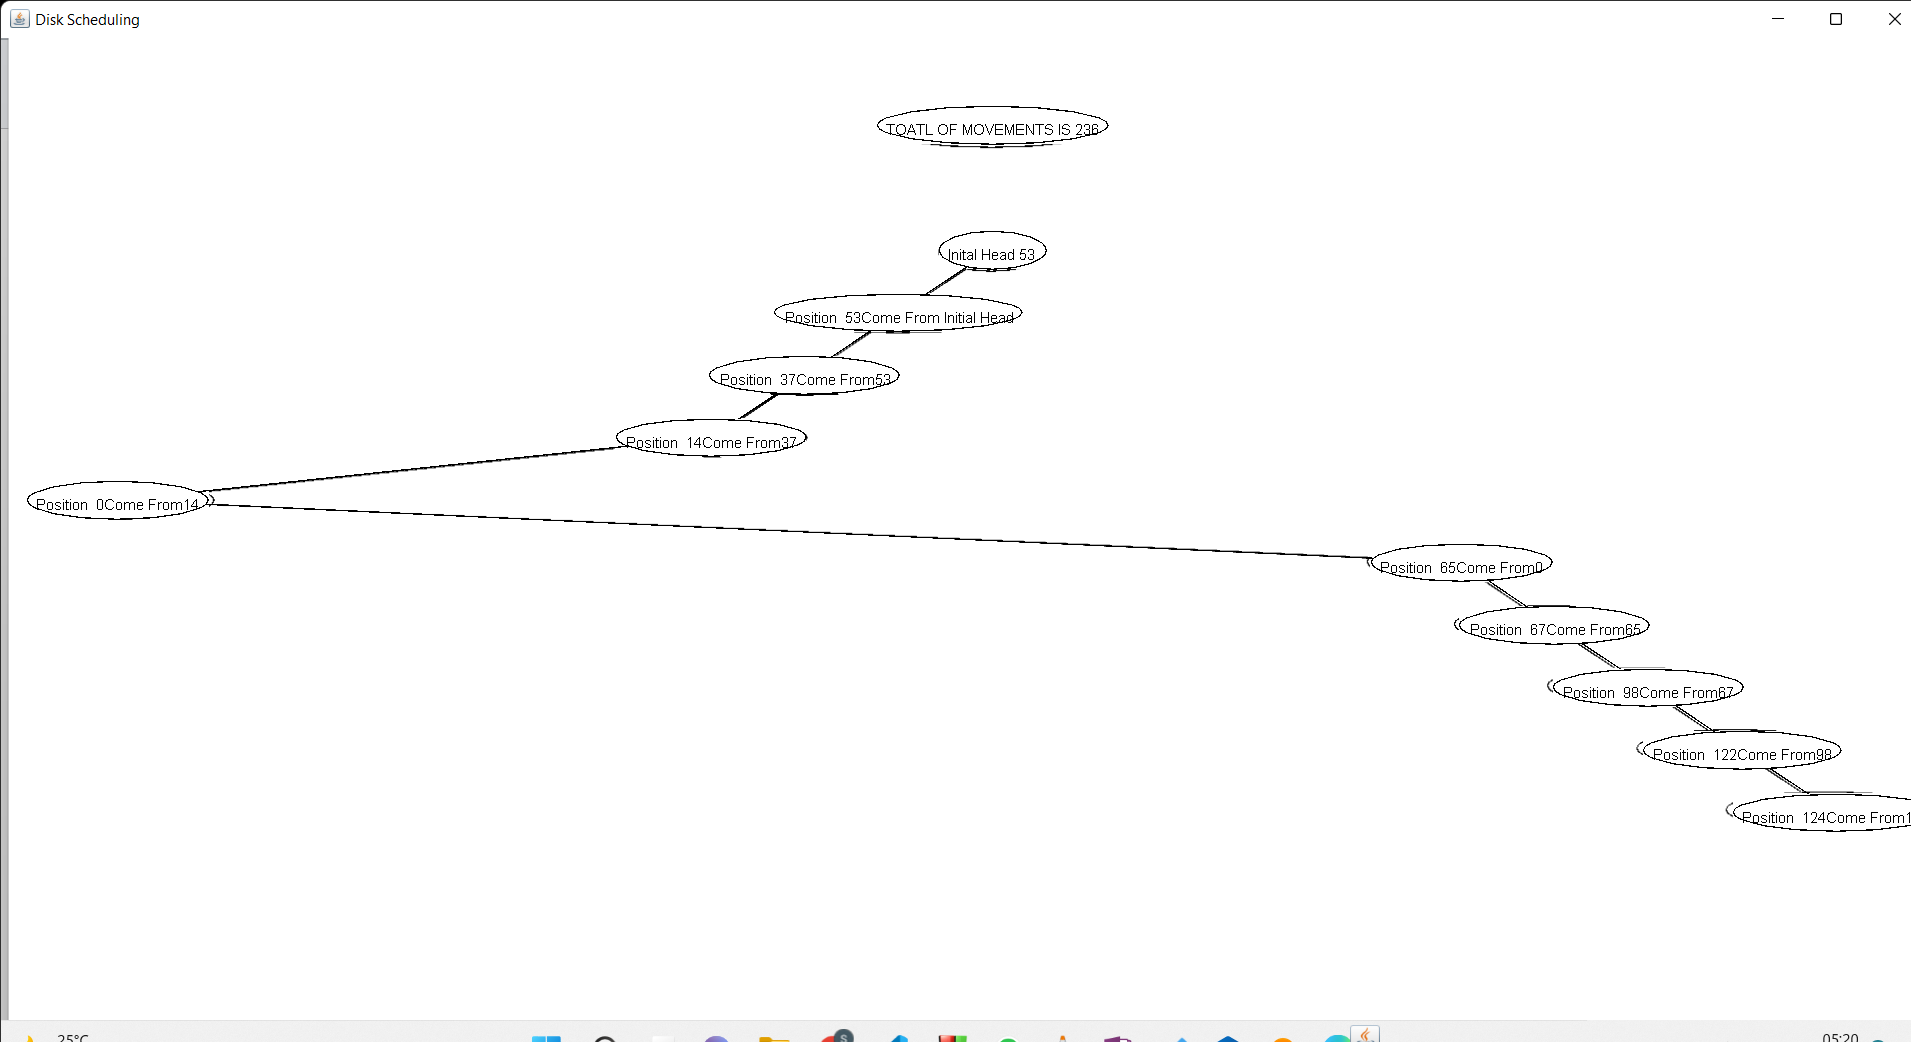 Disk Scheduling
TOATL OF MOVEMENTS IS 236
Inital Head 53
Position  53Come From Initial Head
Position  37Come From53
Position  14Come From37
Position  0Come From14
Position  65Come From0
Position  67Come From65
Position  98Come From67
Position  122Come From98
Position  124Come From1
25°C
S
05:20